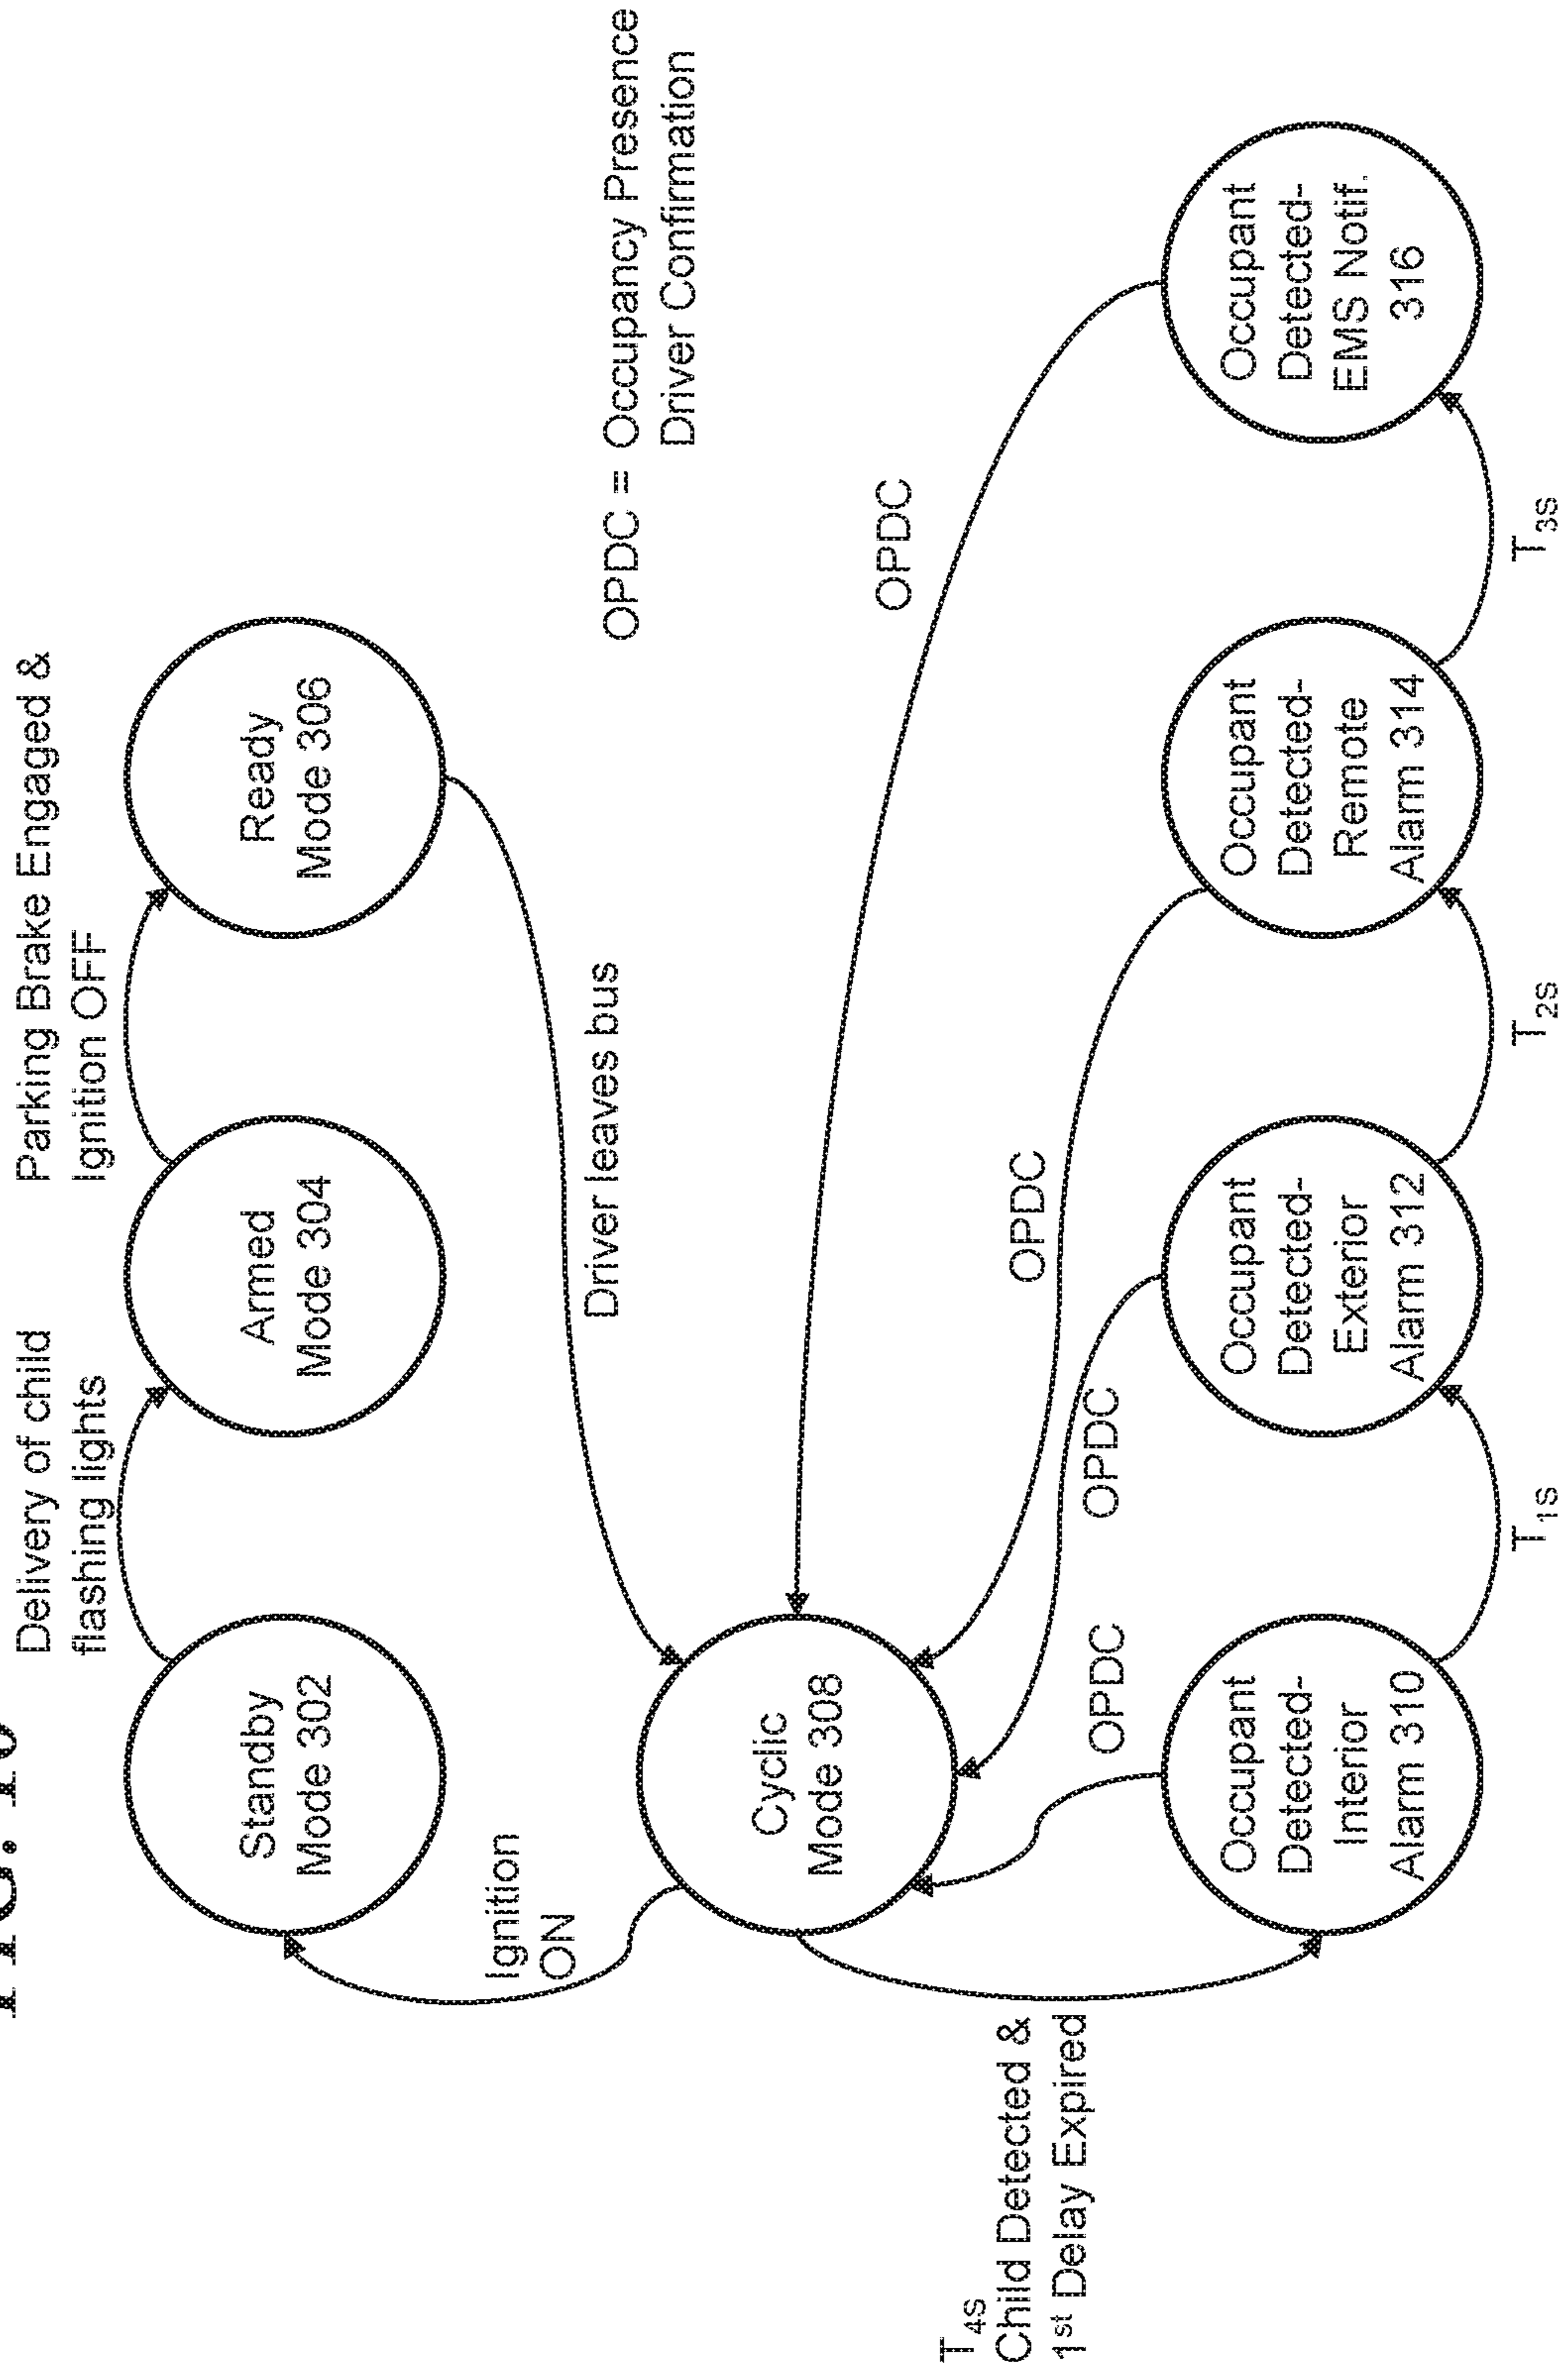 Delivery of child
flashing lights
Parking Brake Engaged &
Ignition OFF
Standby
Mode 302
Armed
Mode 304
Ready
Mode 306
Ignition
ON
Driver leaves bus
OPDC = Occupancy Presence
Driver Confirmation
Cyclic
Mode 308
OPDC
OPDC
OPDC
OPDC
T4S
Child Detected &
1st Delay Expired
Occupant
Detected-
Interior
Alarm 310
Occupant
Detected-
Exterior
Alarm 312
Occupant
Detected-
Remote
Alarm 314
Occupant
Detected-
EMS Notif.
316
T1S
T2S
T3S